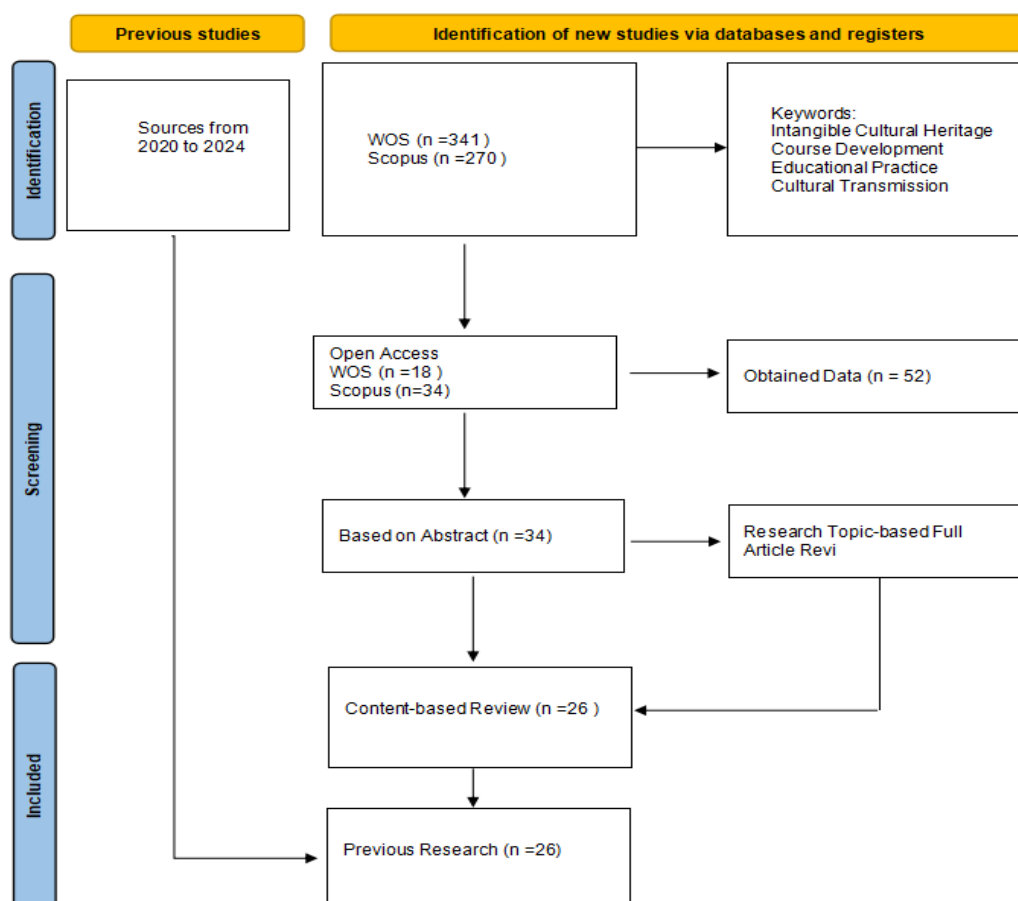 Previous studies
Identification of new studies via databases and registers
Identification
Sources from
2020 to 2024
WOS (n =341)
Scopus (n =270 )
Keywords:
Intangible Cultural Heritage
Course Development
Educational Practice
Cultural Transmission
Screening
Open Access
WOS (n =18 )
Scopus (n=34)
Obtained Data (n = 52)
Based on Abstract (n =34)
Research Topic-based Full
Article Revi
Included
Content-based Review (n =26 )
Previous Research (n =26)